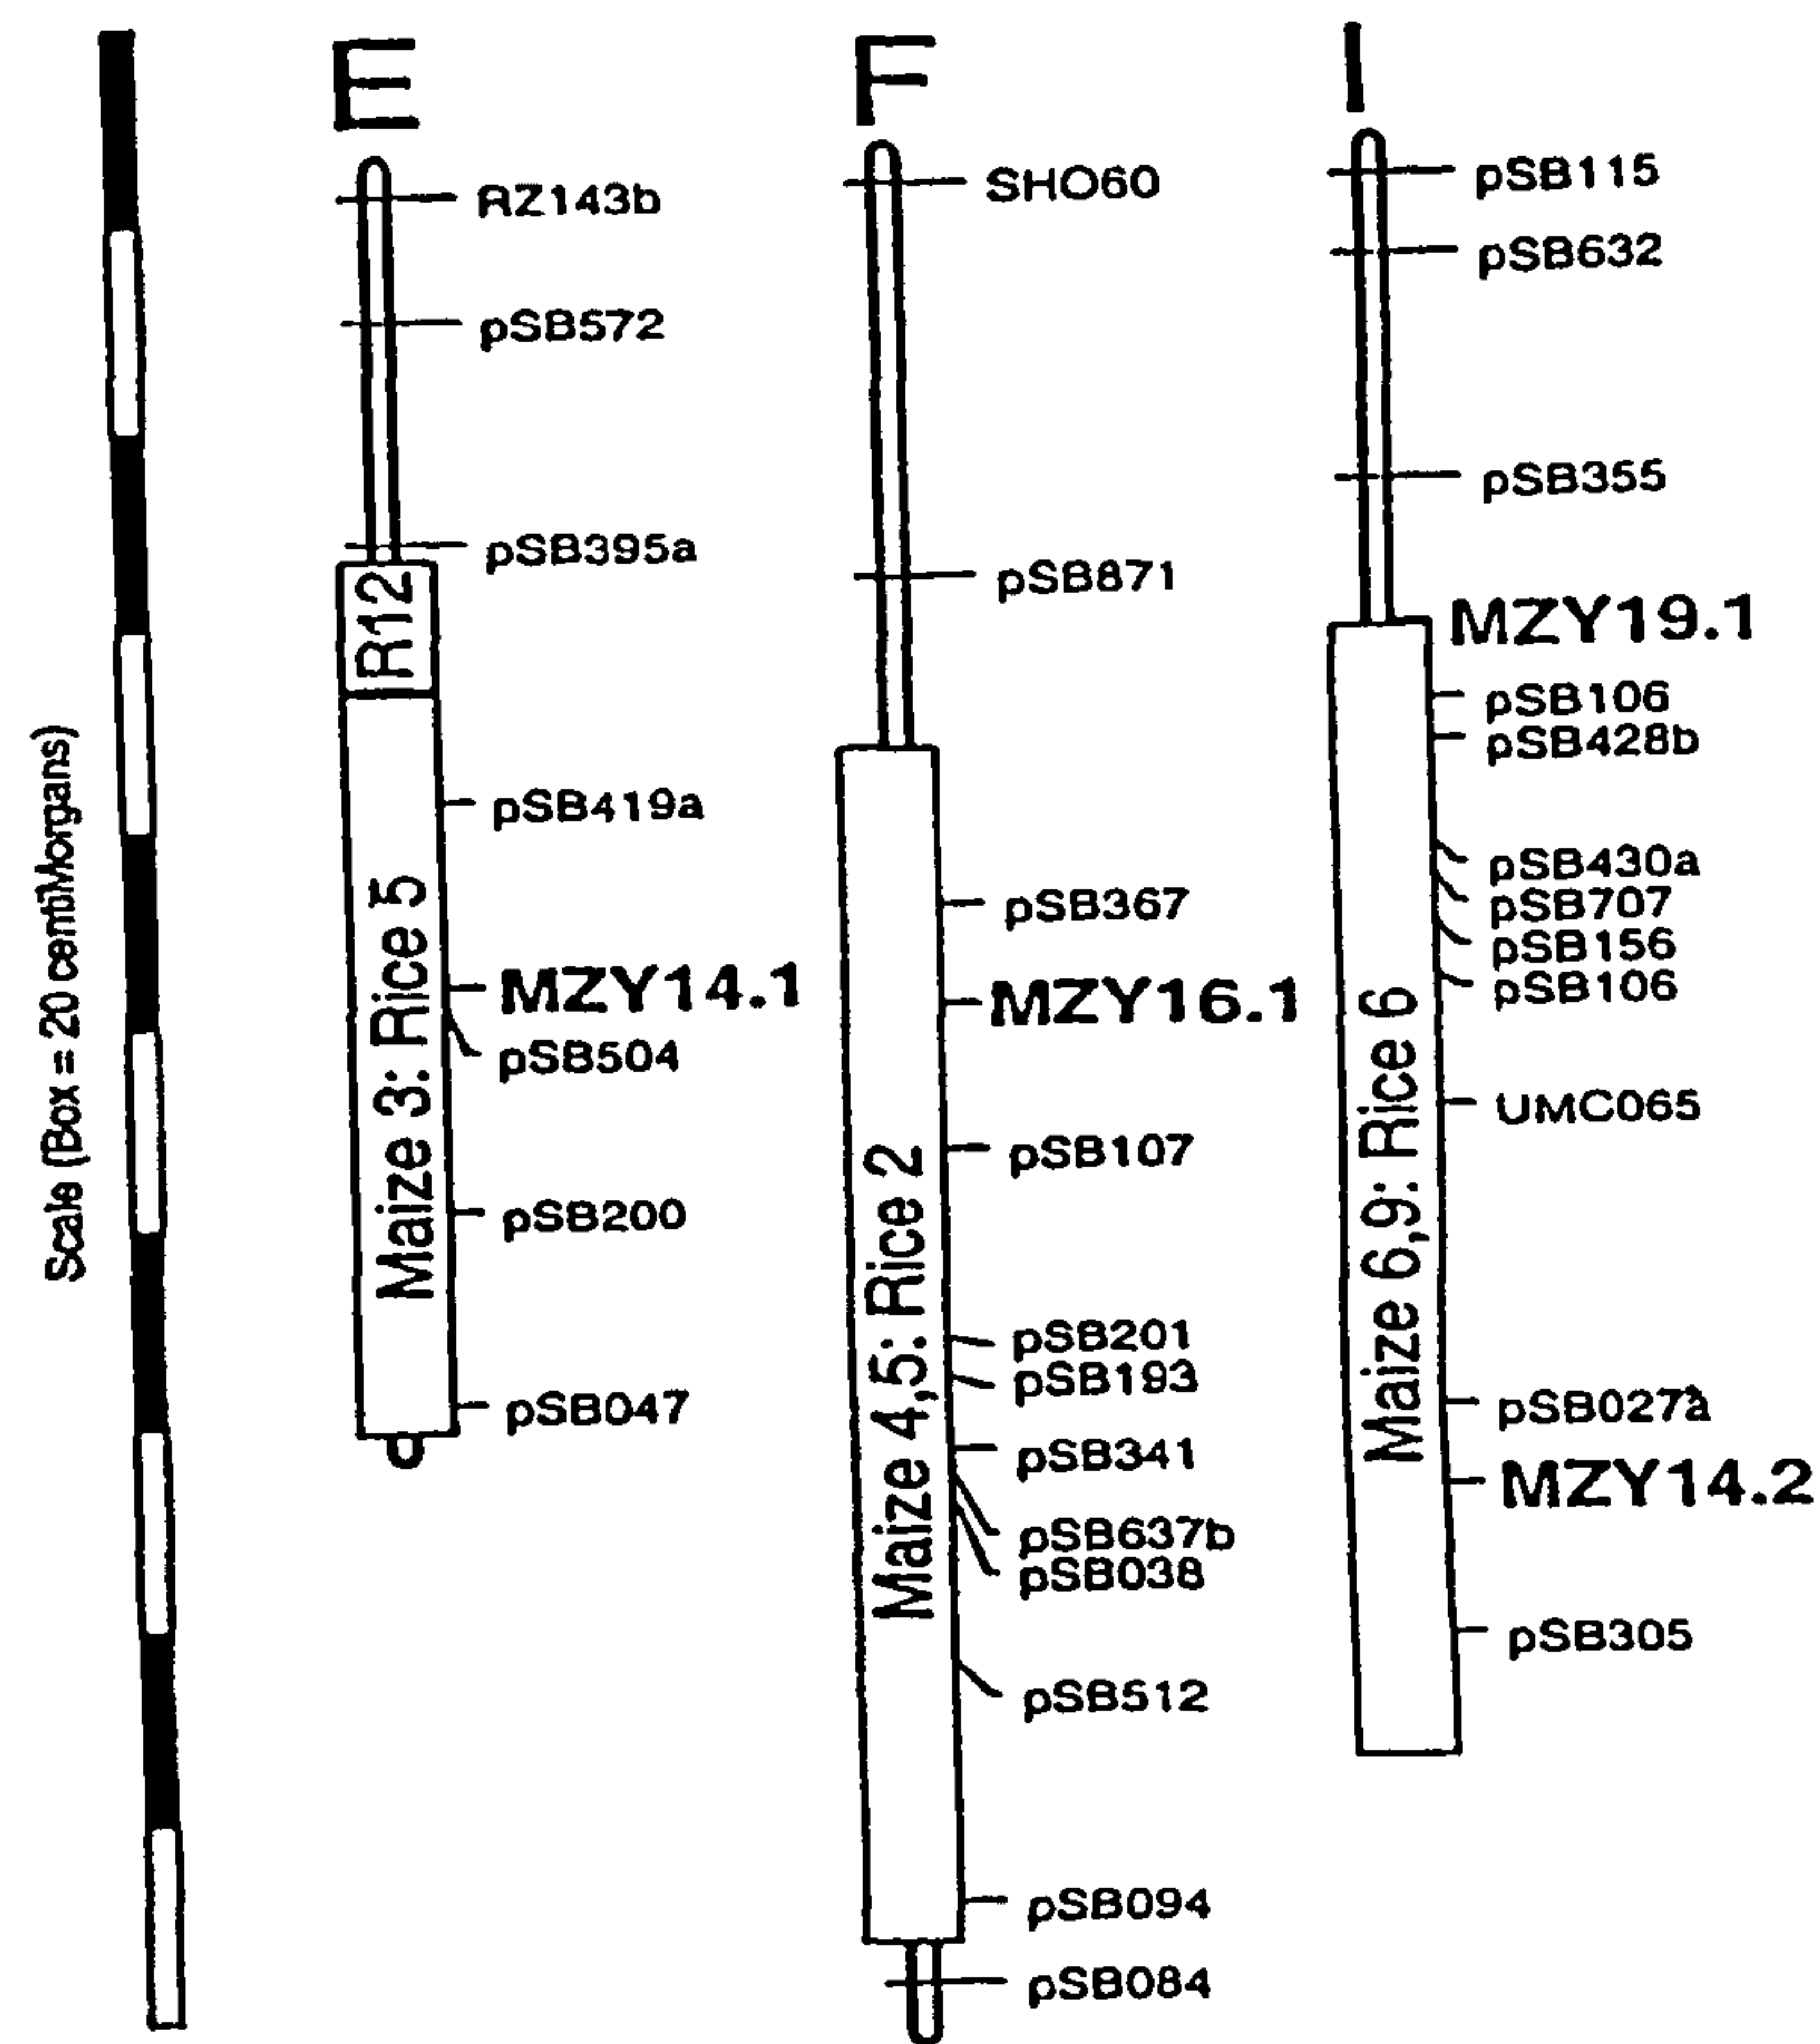 Scale (Box = 20 centiMorgans)
E
RZ143b
pSB572
pSB395a
R12
pSB419a
Maize 3: Rice 5
MZY14.1
pSB504
pSB200
pSB047
F
SHO60
pSB871
pSB367
MZY16.1
pSB107
Maize 4,5: Rice 2
pSB201
pSB193
pSB341
pSB637b
pSB038
pSB512
pSB094
pSB084
I
pSB115
pSB632
pSB355
MZY19.1
pSB106
pSB428b
pSB430a
pSB707
pSB156
pSB106
Maize 6,9: Rice 6
UMC065
pSB027a
MZY14.2
pSB305